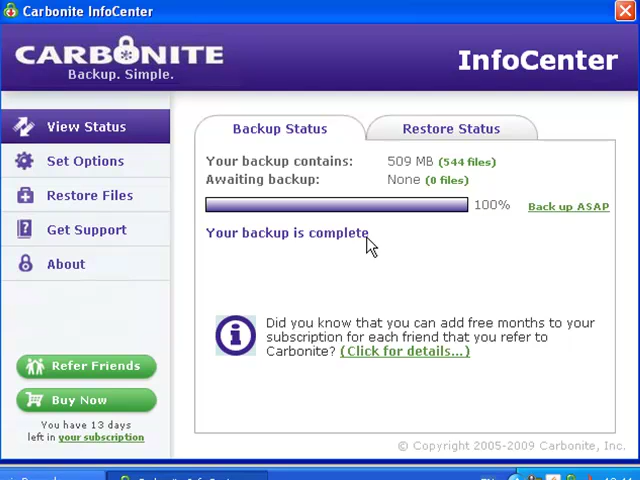 Carbonite InfoCenter
CARBONITE
Backup. Simple.
InfoCenter
View Status
Set Options
Restore Files
Get Support
About
Refer Friends
Buy Now
You have 13 days
left in your subscription
Backup Status
Restore Status
Your backup contains: 509 MB (544 files)
Awaiting backup: None (0 files)
100% Back up ASAP
Your backup is complete
Did you know that you can add free months to your
subscription for each friend that you refer to
Carbonite? (Click for details...)
© Copyright 2005-2009 Carbonite, Inc.